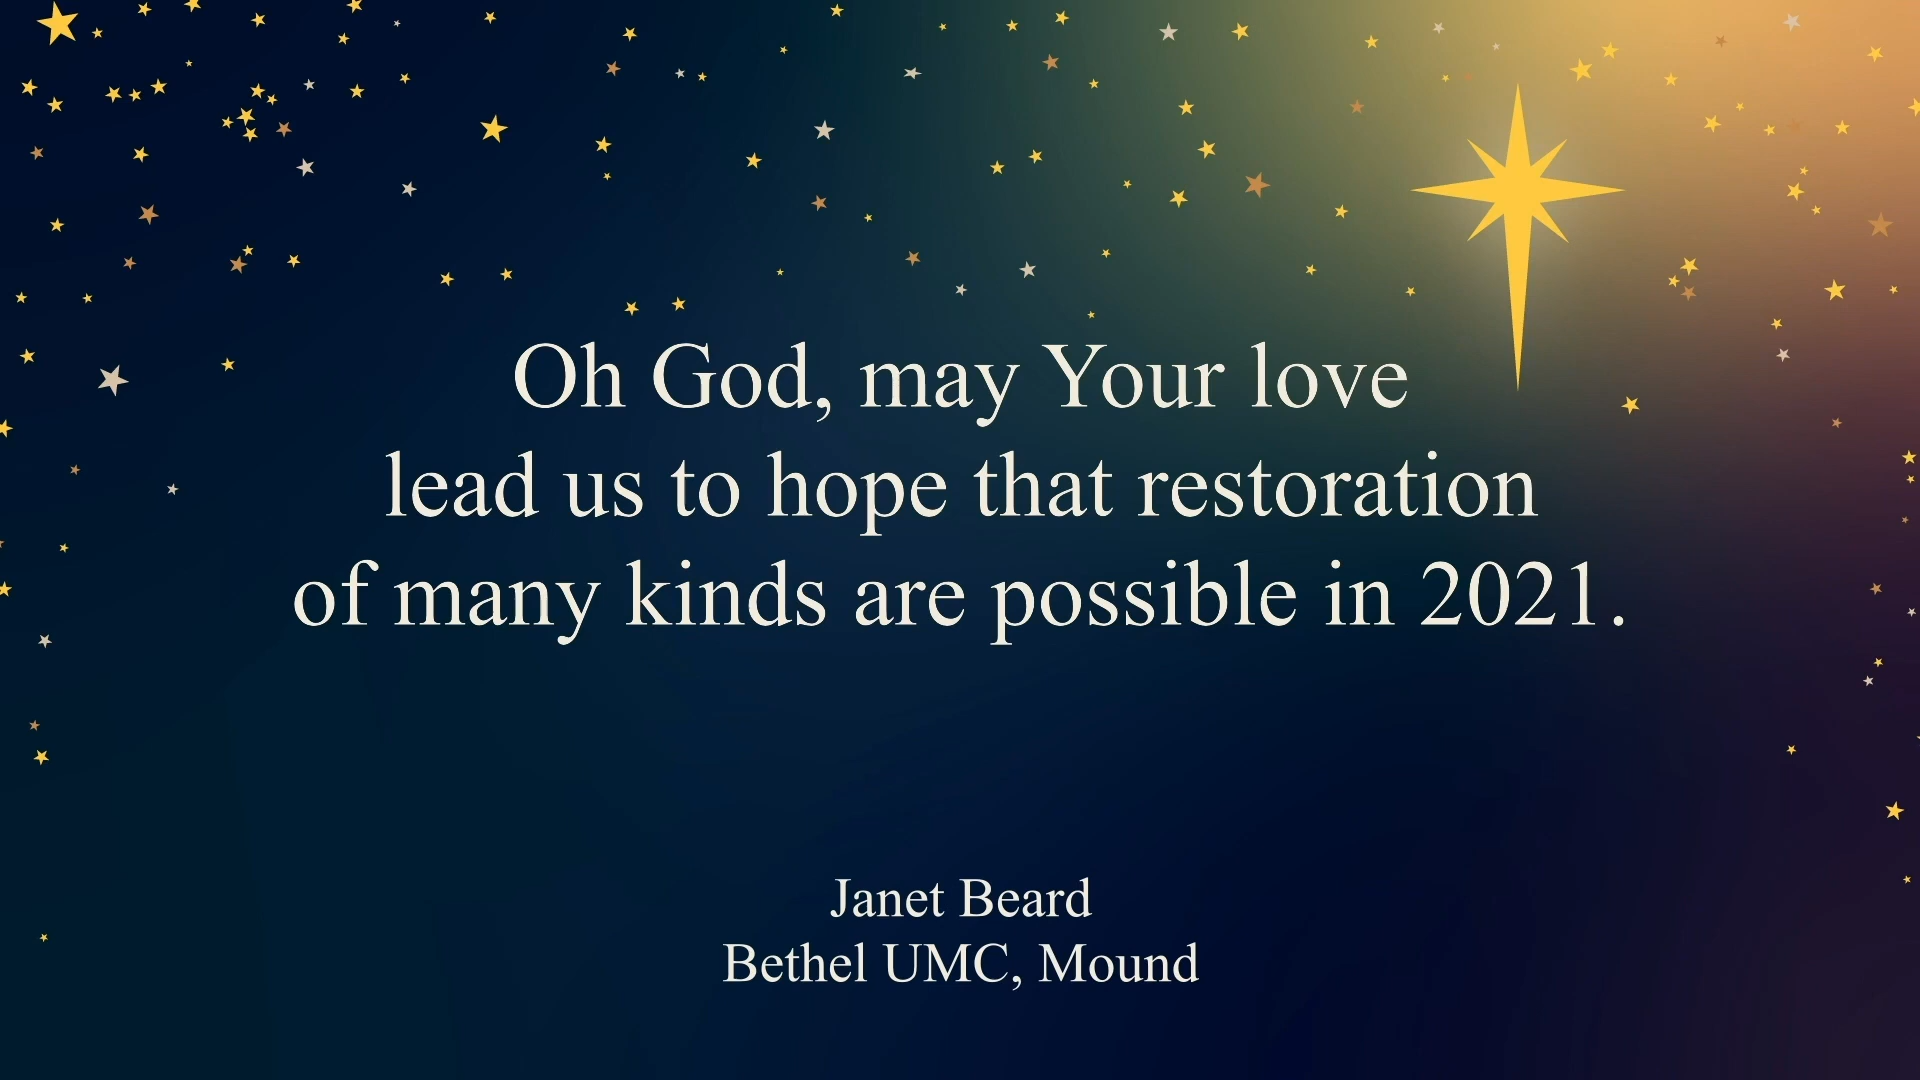 Oh God, may Your love
lead us to hope that restoration
of many kinds are possible in 2021.
Janet Beard
Bethel UMC, Mound